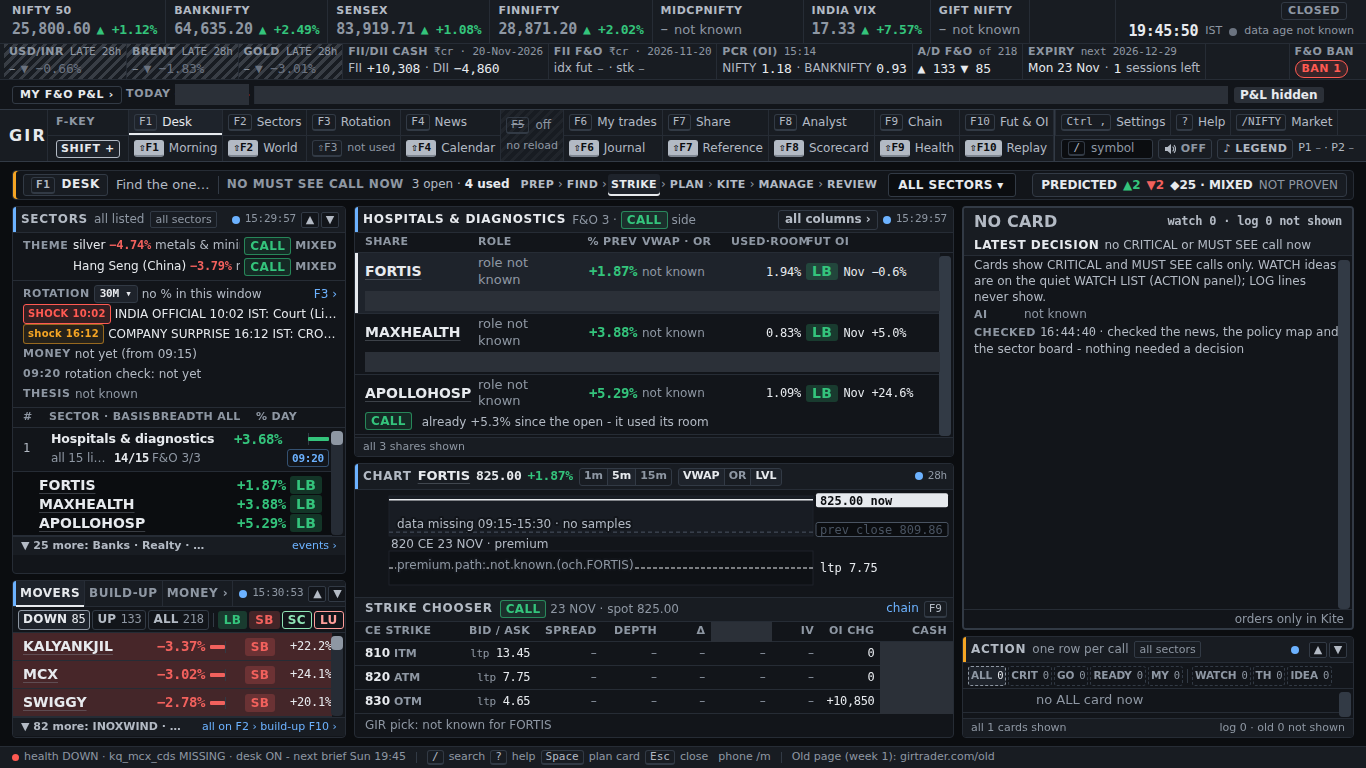 NIFTY 50 BANKNIFTY SENSEX FINNIFTY MIDCPNIFTY INDIA VIX GIFT NIFTY CLOSED
25,800.60 ▲ +1.12% 64,635.20 ▲ +2.49% 83,919.71 ▲ +1.08% 28,871.20 ▲ +2.02% – not known 17.33 ▲ +7.57% – not known 19:45:50 IST data age not known
USD/INR LATE 28h BRENT LATE 28h GOLD LATE 28h FII/DII CASH ₹cr · 20-Nov-2026 FII F&O ₹cr · 2026-11-20 PCR (OI) 15:14 A/D F&O of 218 EXPIRY next 2026-12-29 F&O BAN
– ▼ −0.66% – ▼ −1.83% – ▼ −3.01% FII +10,308 · DII −4,860 idx fut – · stk – NIFTY 1.18 · BANKNIFTY 0.93 ▲ 133 ▼ 85 Mon 23 Nov · 1 sessions left BAN 1
MY F&O P&L › TODAY P&L hidden
GIR F-KEY F1 Desk F2 Sectors F3 Rotation F4 News F5 off F6 My trades F7 Share F8 Analyst F9 Chain F10 Fut & OI Ctrl , Settings ? Help /NIFTY Market
SHIFT + ⇧F1 Morning ⇧F2 World ⇧F3 not used ⇧F4 Calendar no reload ⇧F6 Journal ⇧F7 Reference ⇧F8 Scorecard ⇧F9 Health ⇧F10 Replay / symbol OFF ♪ LEGEND P1 – · P2 –
F1 DESK Find the one… NO MUST SEE CALL NOW 3 open · 4 used PREP › FIND › STRIKE › PLAN › KITE › MANAGE › REVIEW ALL SECTORS ▾ PREDICTED ▲2 ▼2 ◆25 · MIXED NOT PROVEN
SECTORS all listed all sectors 15:29:57 ▲ ▼
THEME silver −4.74% metals & mini CALL MIXED
Hang Seng (China) −3.79% r CALL MIXED
ROTATION 30M ▾ no % in this window F3 ›
SHOCK 10:02 INDIA OFFICIAL 10:02 IST: Court (Li…
shock 16:12 COMPANY SURPRISE 16:12 IST: CRO…
MONEY not yet (from 09:15)
09:20 rotation check: not yet
THESIS not known
# SECTOR · BASIS BREADTH ALL % DAY
1 Hospitals & diagnostics +3.68%
all 15 li… 14/15 F&O 3/3 09:20
FORTIS +1.87% LB
MAXHEALTH +3.88% LB
APOLLOHOSP +5.29% LB
▼ 25 more: Banks · Realty · … events ›
MOVERS BUILD-UP MONEY › 15:30:53 ▲ ▼
DOWN 85 UP 133 ALL 218 LB SB SC LU
KALYANKJIL −3.37% SB +22.2%
MCX −3.02% SB +24.1%
SWIGGY −2.78% SB +20.1%
▼ 82 more: INOXWIND · … all on F2 › build-up F10 ›
HOSPITALS & DIAGNOSTICS F&O 3 · CALL side all columns › 15:29:57
SHARE ROLE % PREV VWAP · OR USED·ROOM FUT OI
FORTIS role not known +1.87% not known 1.94% LB Nov −0.6%
MAXHEALTH role not known +3.88% not known 0.83% LB Nov +5.0%
APOLLOHOSP role not known +5.29% not known 1.09% LB Nov +24.6%
CALL already +5.3% since the open - it used its room
all 3 shares shown
CHART FORTIS 825.00 +1.87% 1m 5m 15m VWAP OR LVL 28h
825.00 now
data missing 09:15-15:30 · no samples
prev close 809.86
820 CE 23 NOV · premium
premium path: not known (och.FORTIS)
ltp 7.75
STRIKE CHOOSER CALL 23 NOV · spot 825.00 chain F9
CE STRIKE BID / ASK SPREAD DEPTH Δ IV OI CHG CASH
810 ITM ltp 13.45 – – – – – 0
820 ATM ltp 7.75 – – – – – 0
830 OTM ltp 4.65 – – – – – +10,850
GIR pick: not known for FORTIS
NO CARD watch 0 · log 0 not shown
LATEST DECISION no CRITICAL or MUST SEE call now
Cards show CRITICAL and MUST SEE calls only. WATCH ideas
are on the quiet WATCH LIST (ACTION panel); LOG lines
never show.
AI not known
CHECKED 16:44:40 · checked the news, the policy map and
the sector board - nothing needed a decision
orders only in Kite
ACTION one row per call all sectors ▲ ▼
ALL 0 CRIT 0 GO 0 READY 0 MY 0 WATCH 0 TH 0 IDEA 0
no ALL card now
all 1 cards shown log 0 · old 0 not shown
health DOWN · kq_mcx_cds MISSING · desk ON - next brief Sun 19:45 / search ? help Space plan card Esc close phone /m Old page (week 1): girtrader.com/old